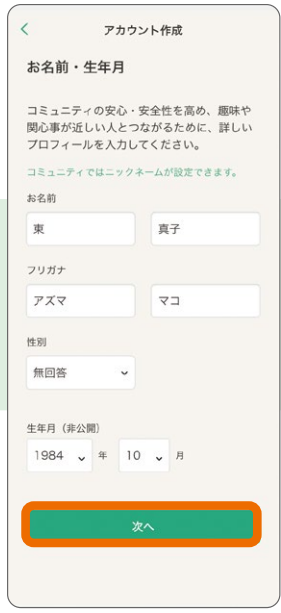 アカウント作成
お名前・生年月
コミュニティの安心・安全性を高め、趣味や
関心事が近しい人とつながるために、詳しい
プロフィールを入力してください。
コミュニティではニックネームが設定できます。
お名前
東 真子
フリガナ
アズマ マコ
性別
無回答
生年月（非公開）
1984 年 10 月
次へ